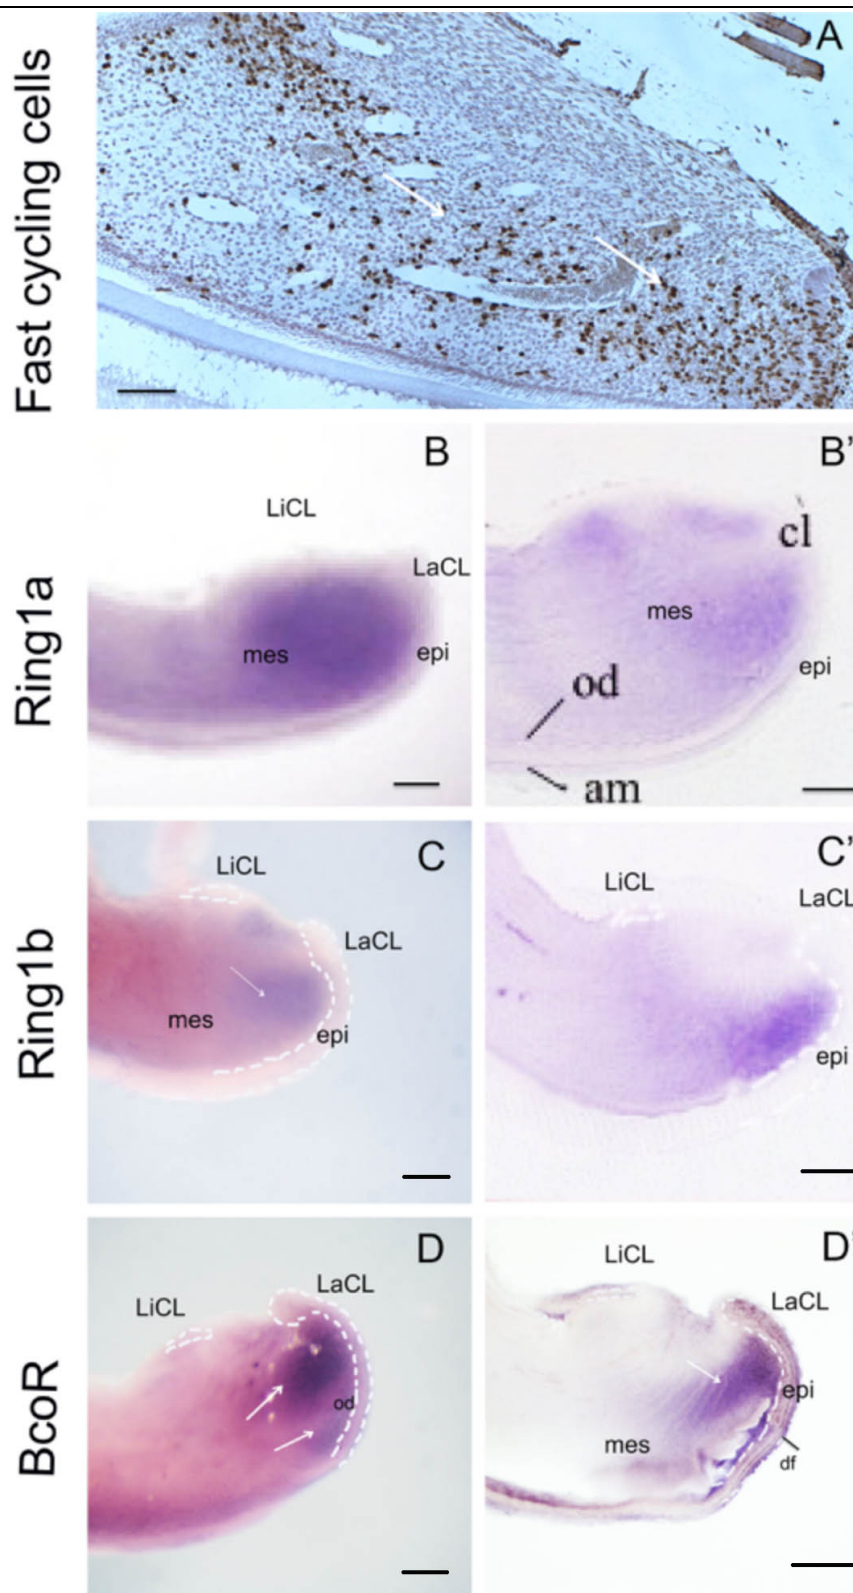 Fast cycling cells
A
Ring1a
B
LiCL
LaCL
mes
epi
B'
cl
mes
epi
od
am
Ring1b
C
LiCL
LaCL
mes
epi
C'
LiCL
LaCL
epi
BcoR
D
LaCL
LiCL
od
D'
LiCL
LaCL
epi
mes
df